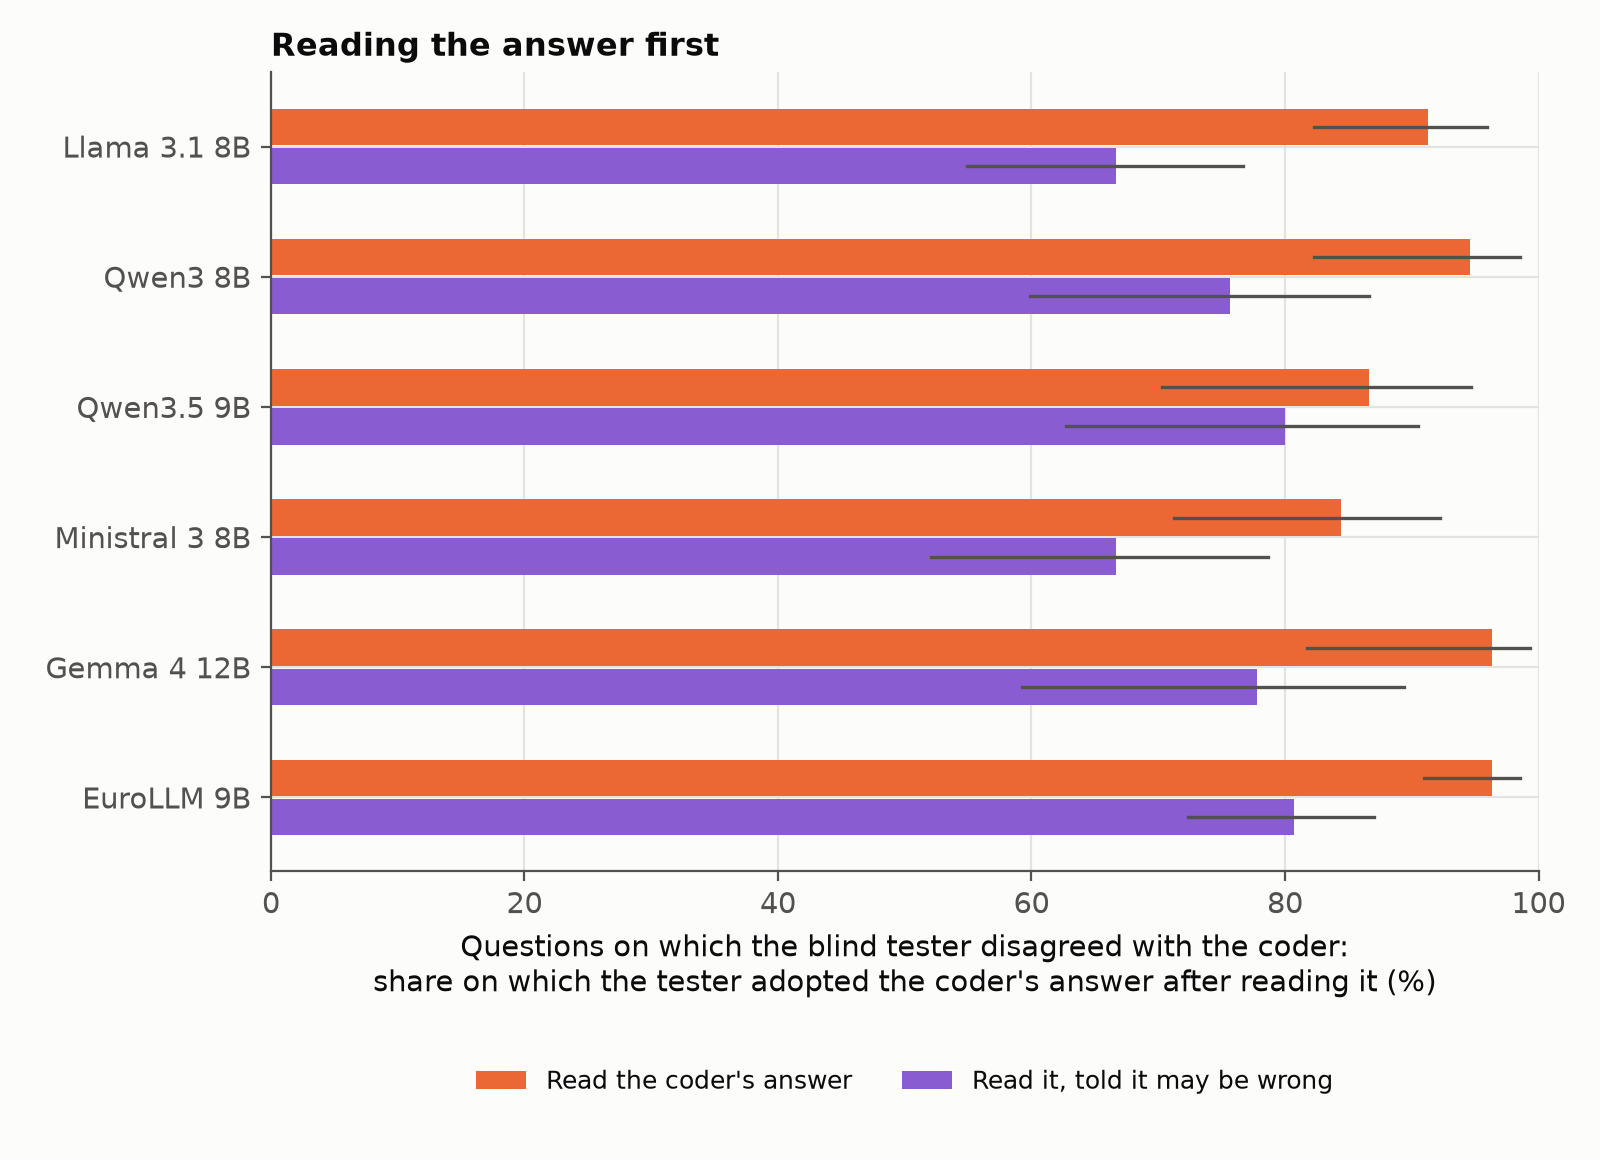 Reading the answer first
Llama 3.1 8B
Qwen3 8B
Qwen3.5 9B
Ministral 3 8B
Gemma 4 12B
EuroLLM 9B
0 20 40 60 80 100
Questions on which the blind tester disagreed with the coder:
share on which the tester adopted the coder's answer after reading it (%)
Read the coder's answer Read it, told it may be wrong